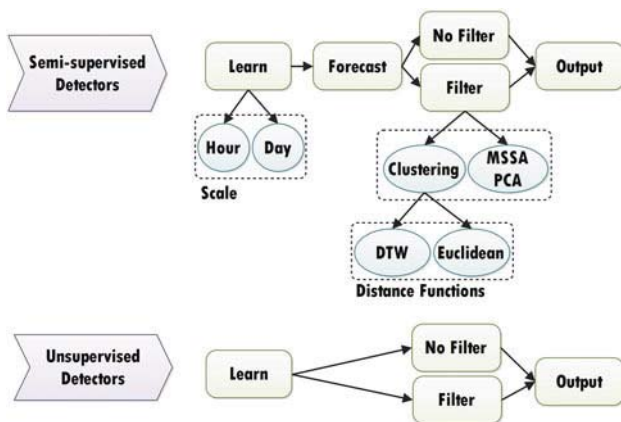 Semi-supervised
Detectors
Learn
Forecast
No Filter
Filter
Output
Hour
Day
Scale
Clustering
MSSA
PCA
DTW
Euclidean
Distance Functions
Unsupervised
Detectors
Learn
No Filter
Filter
Output